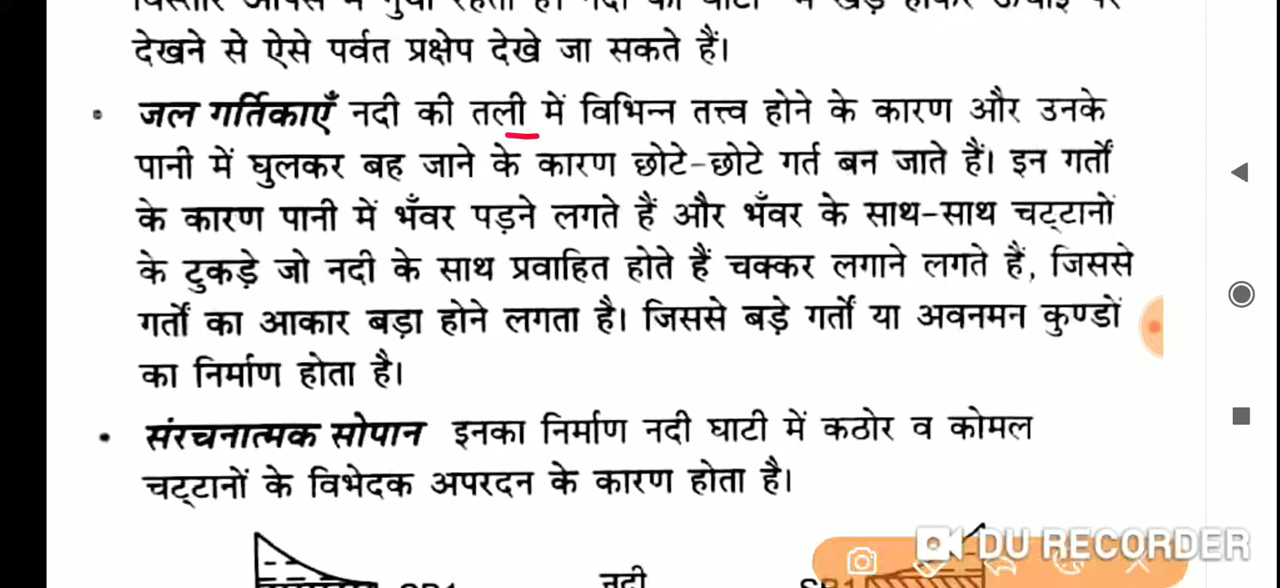 देखने से ऐसे पर्वत प्रक्षेप देखे जा सकते हैं।
• जल गर्तिकाएँ नदी की तली में विभिन्न तत्त्व होने के कारण और उनके
पानी में घुलकर बह जाने के कारण छोटे-छोटे गर्त बन जाते हैं। इन गर्तों
के कारण पानी में भँवर पड़ने लगते हैं और भँवर के साथ-साथ चट्टानों
के टुकड़े जो नदी के साथ प्रवाहित होते हैं चक्कर लगाने लगते हैं, जिससे
गर्तों का आकार बड़ा होने लगता है। जिससे बड़े गर्तों या अवनमन कुण्डों
का निर्माण होता है।
• संरचनात्मक सोपान इनका निर्माण नदी घाटी में कठोर व कोमल
चट्टानों के विभेदक अपरदन के कारण होता है।
नदी
DU RECORDER